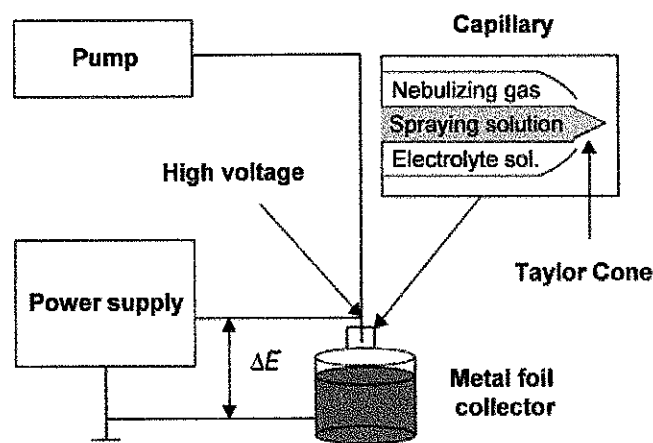 Capillary
Pump
Nebulizing gas
Spraying solution
Electrolyte sol.
High voltage
Taylor Cone
Power supply
ΔE
Metal foil
collector